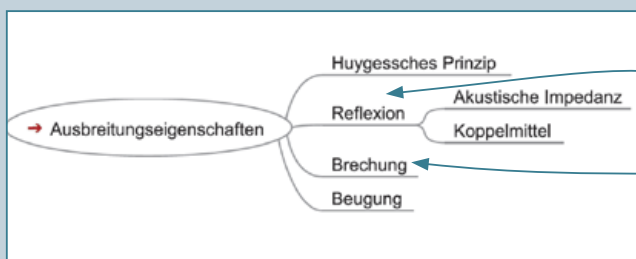 → Ausbreitungseigenschaften
Huygessches Prinzip
Reflexion
Akustische Impedanz
Koppelmittel
Brechung
Beugung